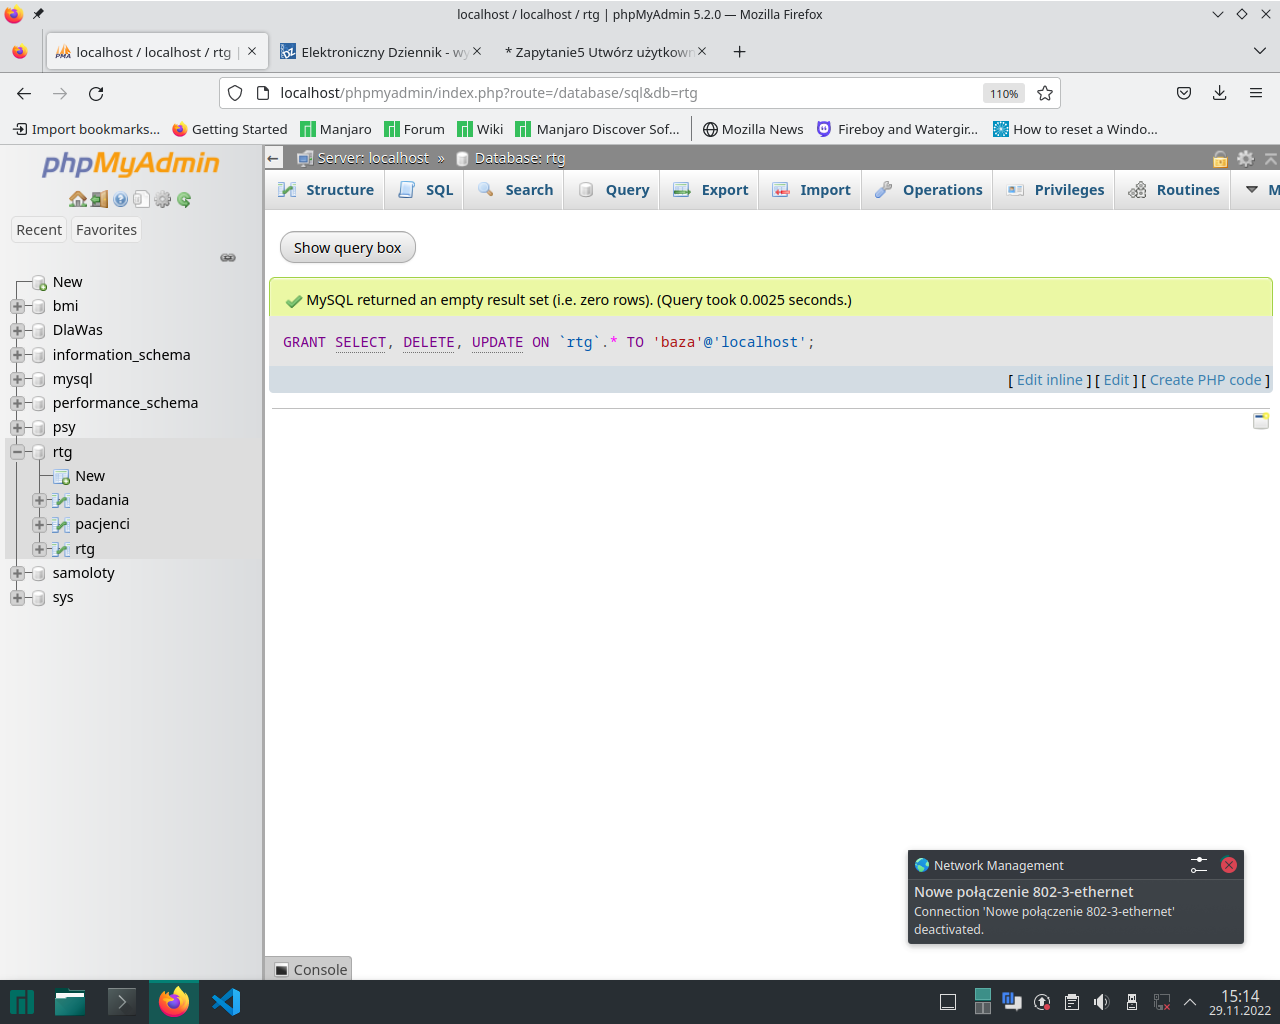 localhost / localhost / rtg | phpMyAdmin 5.2.0 — Mozilla Firefox
localhost / localhost / rtg |
Elektroniczny Dziennik - wy
* Zapytanie5 Utwórz użytkown
localhost/phpmyadmin/index.php?route=/database/sql&db=rtg
110%
Import bookmarks...
Getting Started
Manjaro
Forum
Wiki
Manjaro Discover Sof...
Mozilla News
Fireboy and Watergir...
How to reset a Windo...
phpMyAdmin
Recent
Favorites
New
bmi
DlaWas
information_schema
mysql
performance_schema
psy
rtg
New
badania
pacjenci
rtg
samoloty
sys
Server: localhost » Database: rtg
Structure
SQL
Search
Query
Export
Import
Operations
Privileges
Routines
M
Show query box
MySQL returned an empty result set (i.e. zero rows). (Query took 0.0025 seconds.)
GRANT SELECT, DELETE, UPDATE ON `rtg`.* TO 'baza'@'localhost';
[ Edit inline ] [ Edit ] [ Create PHP code ]
Network Management
Nowe połączenie 802-3-ethernet
Connection 'Nowe połączenie 802-3-ethernet'
deactivated.
Console
15:14
29.11.2022